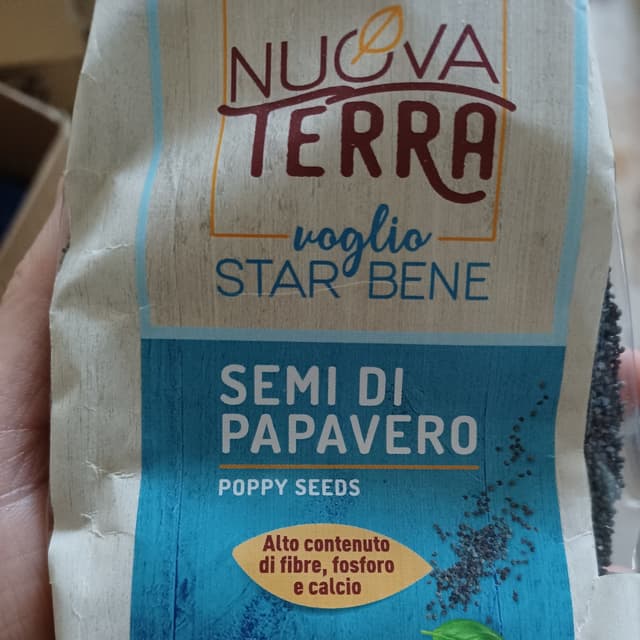 NUOVA
TERRA
voglio
STAR BENE
SEMI DI
PAPAVERO
POPPY SEEDS
Alto contenuto
di fibre, fosforo
e calcio